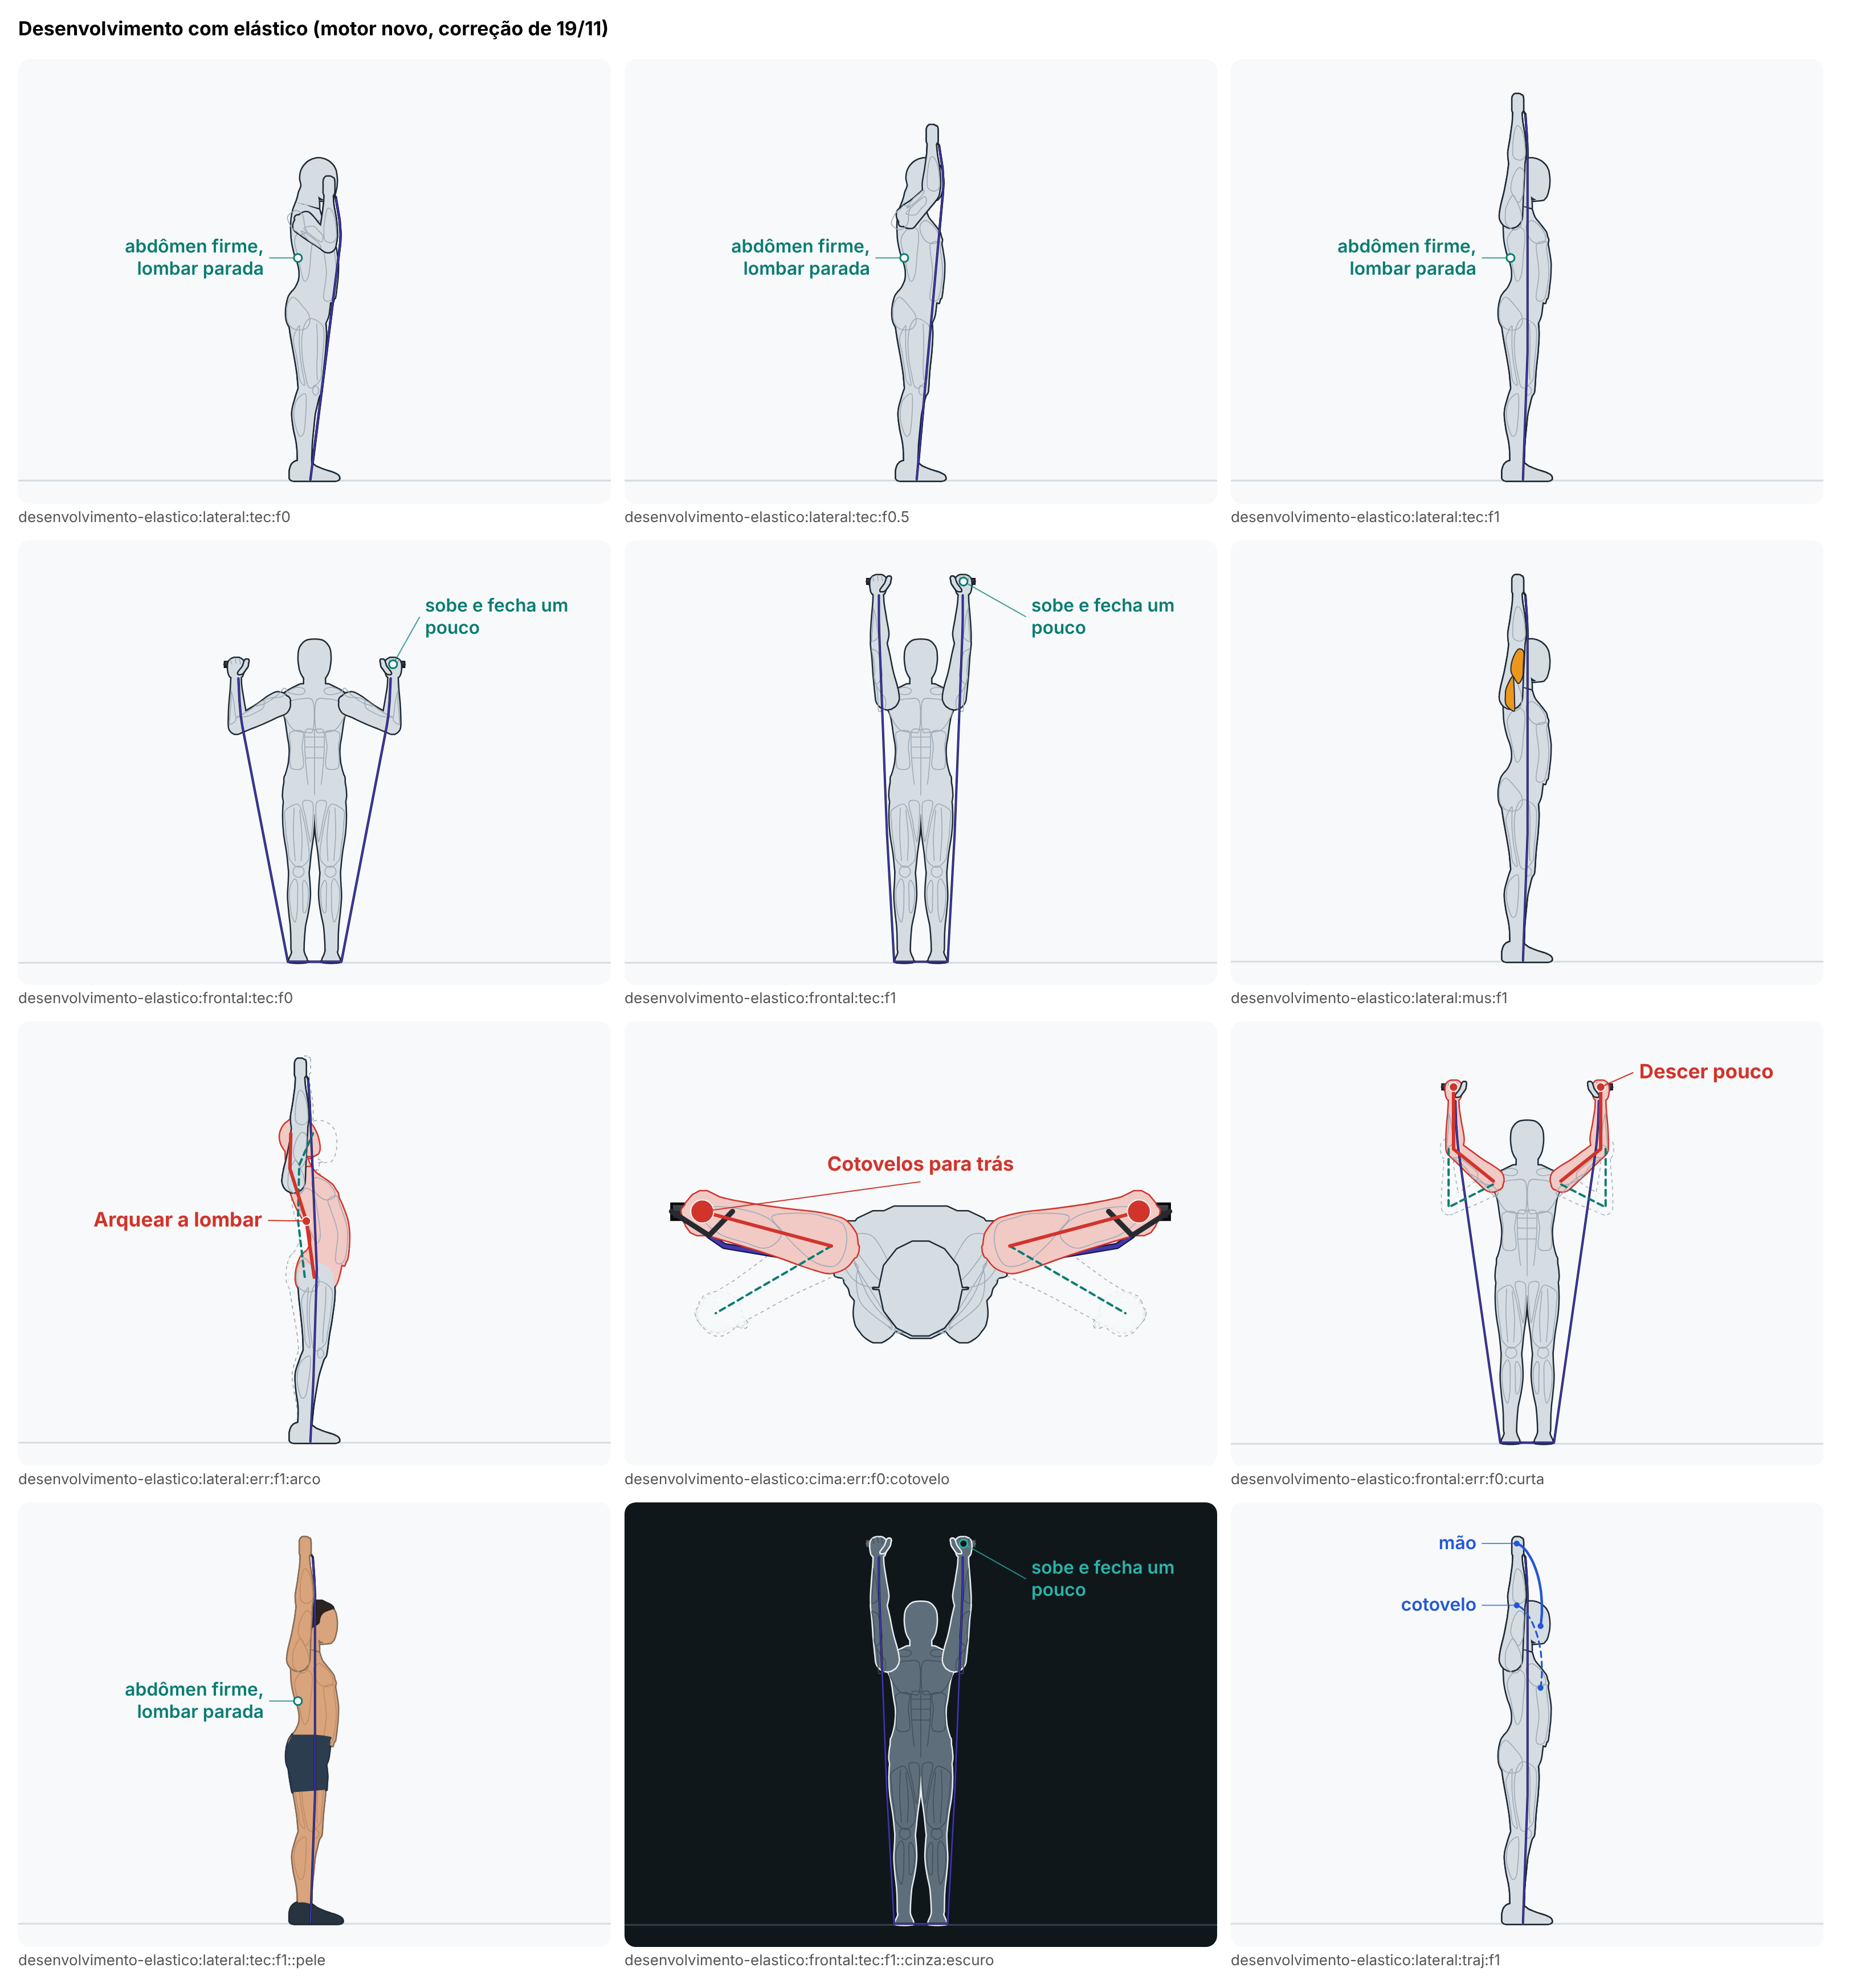 Desenvolvimento com elástico (motor novo, correção de 19/11)
abdômen firme,
lombar parada
abdômen firme,
lombar parada
abdômen firme,
lombar parada
desenvolvimento-elastico:lateral:tec:f0
desenvolvimento-elastico:lateral:tec:f0.5
desenvolvimento-elastico:lateral:tec:f1
sobe e fecha um
pouco
sobe e fecha um
pouco
desenvolvimento-elastico:frontal:tec:f0
desenvolvimento-elastico:frontal:tec:f1
desenvolvimento-elastico:lateral:mus:f1
Arquear a lombar
Cotovelos para trás
Descer pouco
desenvolvimento-elastico:lateral:err:f1:arco
desenvolvimento-elastico:cima:err:f0:cotovelo
desenvolvimento-elastico:frontal:err:f0:curta
abdômen firme,
lombar parada
sobe e fecha um
pouco
mão
cotovelo
desenvolvimento-elastico:lateral:tec:f1::pele
desenvolvimento-elastico:frontal:tec:f1::cinza:escuro
desenvolvimento-elastico:lateral:traj:f1